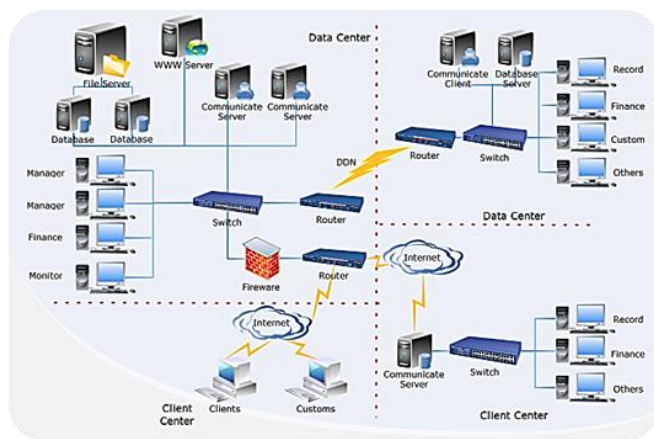 Data Center
File Server
WWW Server
Communicate
Server
Communicate
Server
Database
Database
Manager
Manager
Finance
Monitor
Switch
Router
Fireware
Router
DDN
Communicate
Client
Database
Server
Record
Finance
Custom
Others
Router
Switch
Data Center
Internet
Internet
Clients
Customs
Client
Center
Communicate
Server
Switch
Record
Finance
Others
Client Center